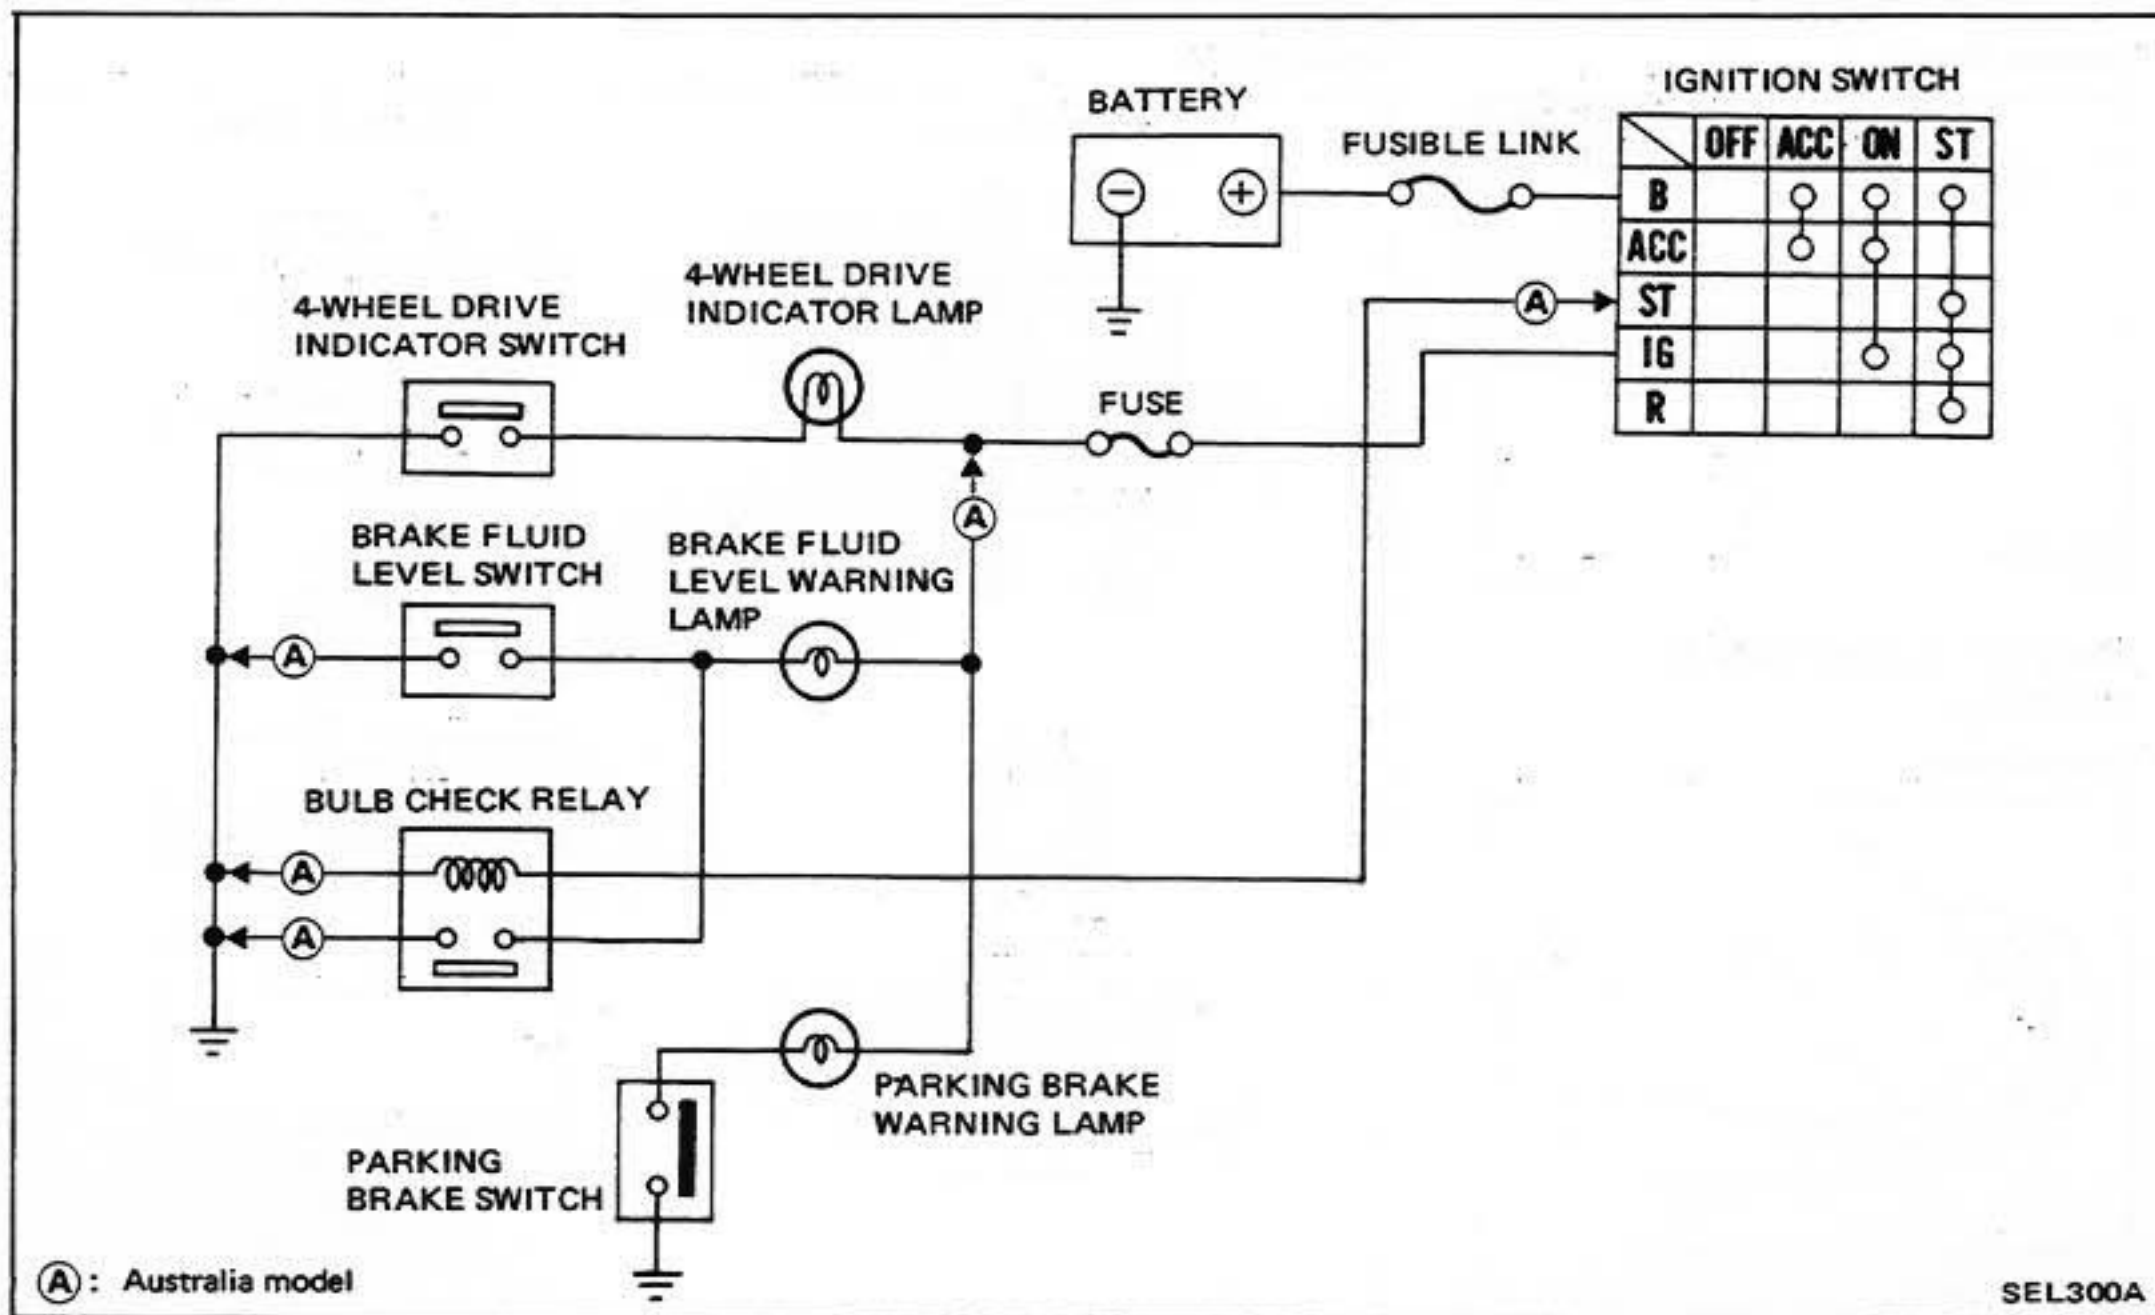 IGNITION SWITCH
BATTERY
FUSIBLE LINK
OFF ACC ON ST
B
ACC
ST
IG
R
− +
A
4-WHEEL DRIVE
INDICATOR LAMP
4-WHEEL DRIVE
INDICATOR SWITCH
FUSE
A
BRAKE FLUID
LEVEL SWITCH
BRAKE FLUID
LEVEL WARNING
LAMP
A
BULB CHECK RELAY
A
A
PARKING BRAKE
WARNING LAMP
PARKING
BRAKE SWITCH
A : Australia model
SEL300A